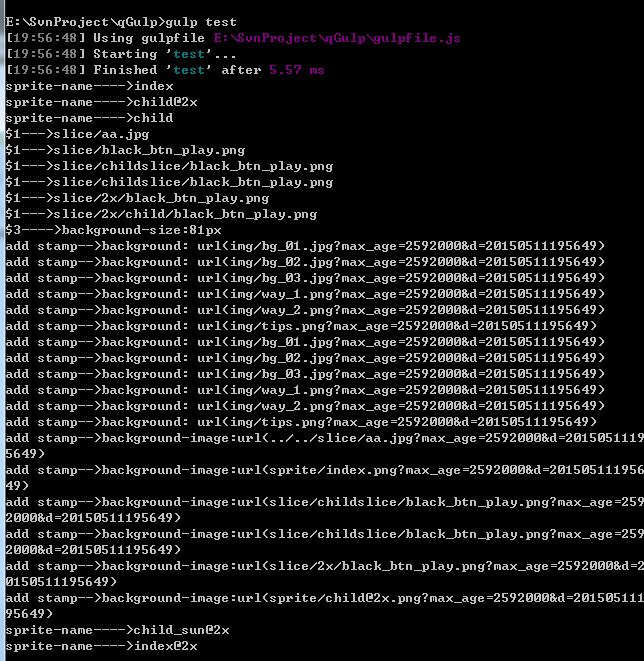 E:\SvnProject\qGulp>gulp test
[19:56:48] Using gulpfile E:\SvnProject\qGulp\gulpfile.js
[19:56:48] Starting 'test'...
[19:56:48] Finished 'test' after 5.57 ms
sprite-name---->index
sprite-name---->child@2x
sprite-name---->child
$1--->slice/aa.jpg
$1--->slice/black_btn_play.png
$1--->slice/childslice/black_btn_play.png
$1--->slice/childslice/black_btn_play.png
$1--->slice/2x/black_btn_play.png
$1--->slice/2x/child/black_btn_play.png
$3---->background-size:81px
add stamp-->background: url(img/bg_01.jpg?max_age=2592000&d=20150511195649)
add stamp-->background: url(img/bg_02.jpg?max_age=2592000&d=20150511195649)
add stamp-->background: url(img/bg_03.jpg?max_age=2592000&d=20150511195649)
add stamp-->background: url(img/way_1.png?max_age=2592000&d=20150511195649)
add stamp-->background: url(img/way_2.png?max_age=2592000&d=20150511195649)
add stamp-->background: url(img/tips.png?max_age=2592000&d=20150511195649)
add stamp-->background: url(img/bg_01.jpg?max_age=2592000&d=20150511195649)
add stamp-->background: url(img/bg_02.jpg?max_age=2592000&d=20150511195649)
add stamp-->background: url(img/bg_03.jpg?max_age=2592000&d=20150511195649)
add stamp-->background: url(img/way_1.png?max_age=2592000&d=20150511195649)
add stamp-->background: url(img/way_2.png?max_age=2592000&d=20150511195649)
add stamp-->background: url(img/tips.png?max_age=2592000&d=20150511195649)
add stamp-->background-image:url(../../slice/aa.jpg?max_age=2592000&d=2015051119
5649)
add stamp-->background-image:url(sprite/index.png?max_age=2592000&d=201505111956
49)
add stamp-->background-image:url(slice/childslice/black_btn_play.png?max_age=259
2000&d=20150511195649)
add stamp-->background-image:url(slice/childslice/black_btn_play.png?max_age=259
2000&d=20150511195649)
add stamp-->background-image:url(slice/2x/black_btn_play.png?max_age=2592000&d=2
0150511195649)
add stamp-->background-image:url(sprite/child@2x.png?max_age=2592000&d=201505111
95649)
sprite-name---->child_sun@2x
sprite-name---->index@2x